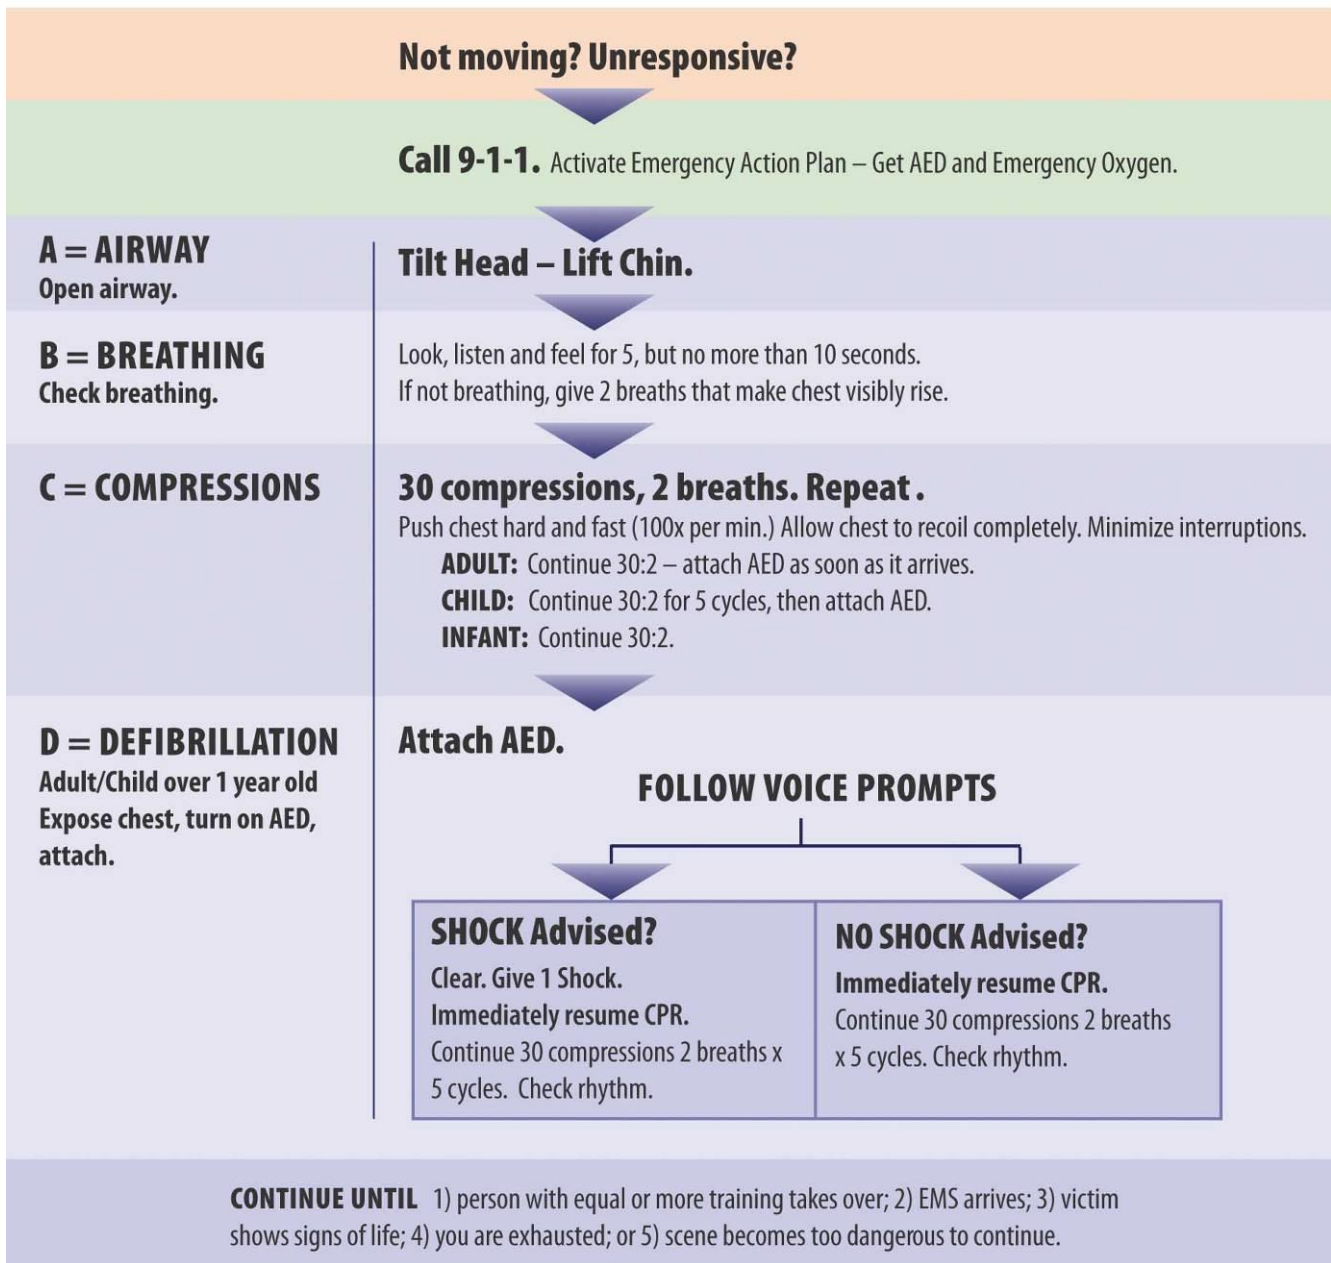 Not moving? Unresponsive?
Call 9-1-1. Activate Emergency Action Plan – Get AED and Emergency Oxygen.
A = AIRWAY
Open airway.
Tilt Head – Lift Chin.
B = BREATHING
Check breathing.
Look, listen and feel for 5, but no more than 10 seconds.
If not breathing, give 2 breaths that make chest visibly rise.
C = COMPRESSIONS
30 compressions, 2 breaths. Repeat.
Push chest hard and fast (100x per min.) Allow chest to recoil completely. Minimize interruptions.
ADULT: Continue 30:2 – attach AED as soon as it arrives.
CHILD: Continue 30:2 for 5 cycles, then attach AED.
INFANT: Continue 30:2.
D = DEFIBRILLATION
Adult/Child over 1 year old
Expose chest, turn on AED,
attach.
Attach AED.
FOLLOW VOICE PROMPTS
SHOCK Advised?
Clear. Give 1 Shock.
Immediately resume CPR.
Continue 30 compressions 2 breaths x
5 cycles. Check rhythm.
NO SHOCK Advised?
Immediately resume CPR.
Continue 30 compressions 2 breaths
x 5 cycles. Check rhythm.
CONTINUE UNTIL 1) person with equal or more training takes over; 2) EMS arrives; 3) victim
shows signs of life; 4) you are exhausted; or 5) scene becomes too dangerous to continue.